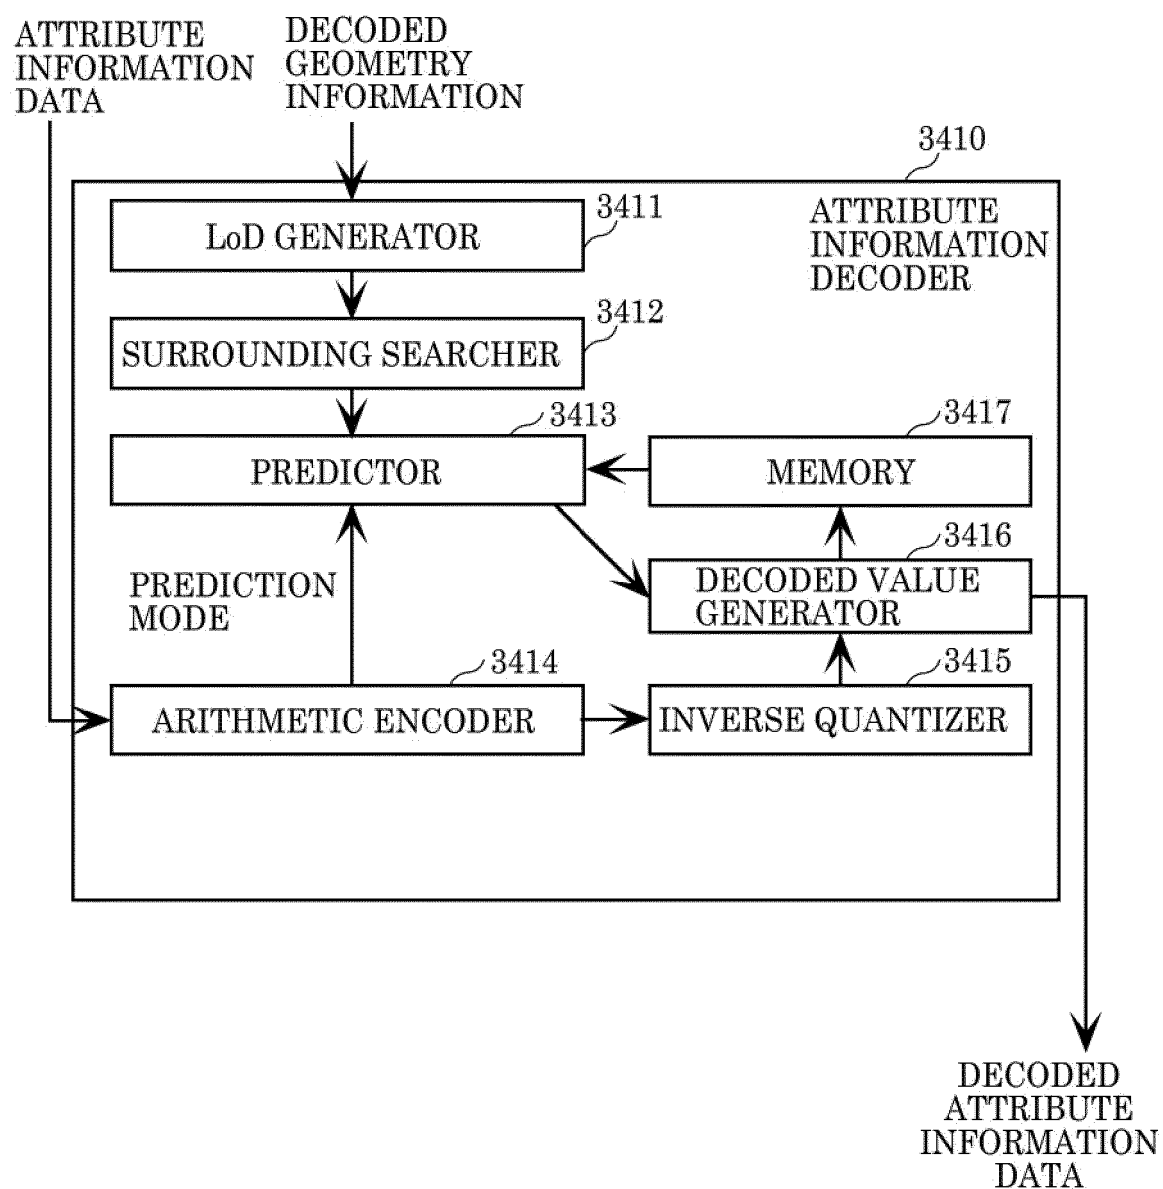 ATTRIBUTE
INFORMATION
DATA
DECODED
GEOMETRY
INFORMATION
3410
ATTRIBUTE
INFORMATION
DECODER
3411
LoD GENERATOR
3412
SURROUNDING SEARCHER
3413
PREDICTOR
3417
MEMORY
3416
DECODED VALUE
GENERATOR
PREDICTION
MODE
3414
ARITHMETIC ENCODER
3415
INVERSE QUANTIZER
DECODED
ATTRIBUTE
INFORMATION
DATA